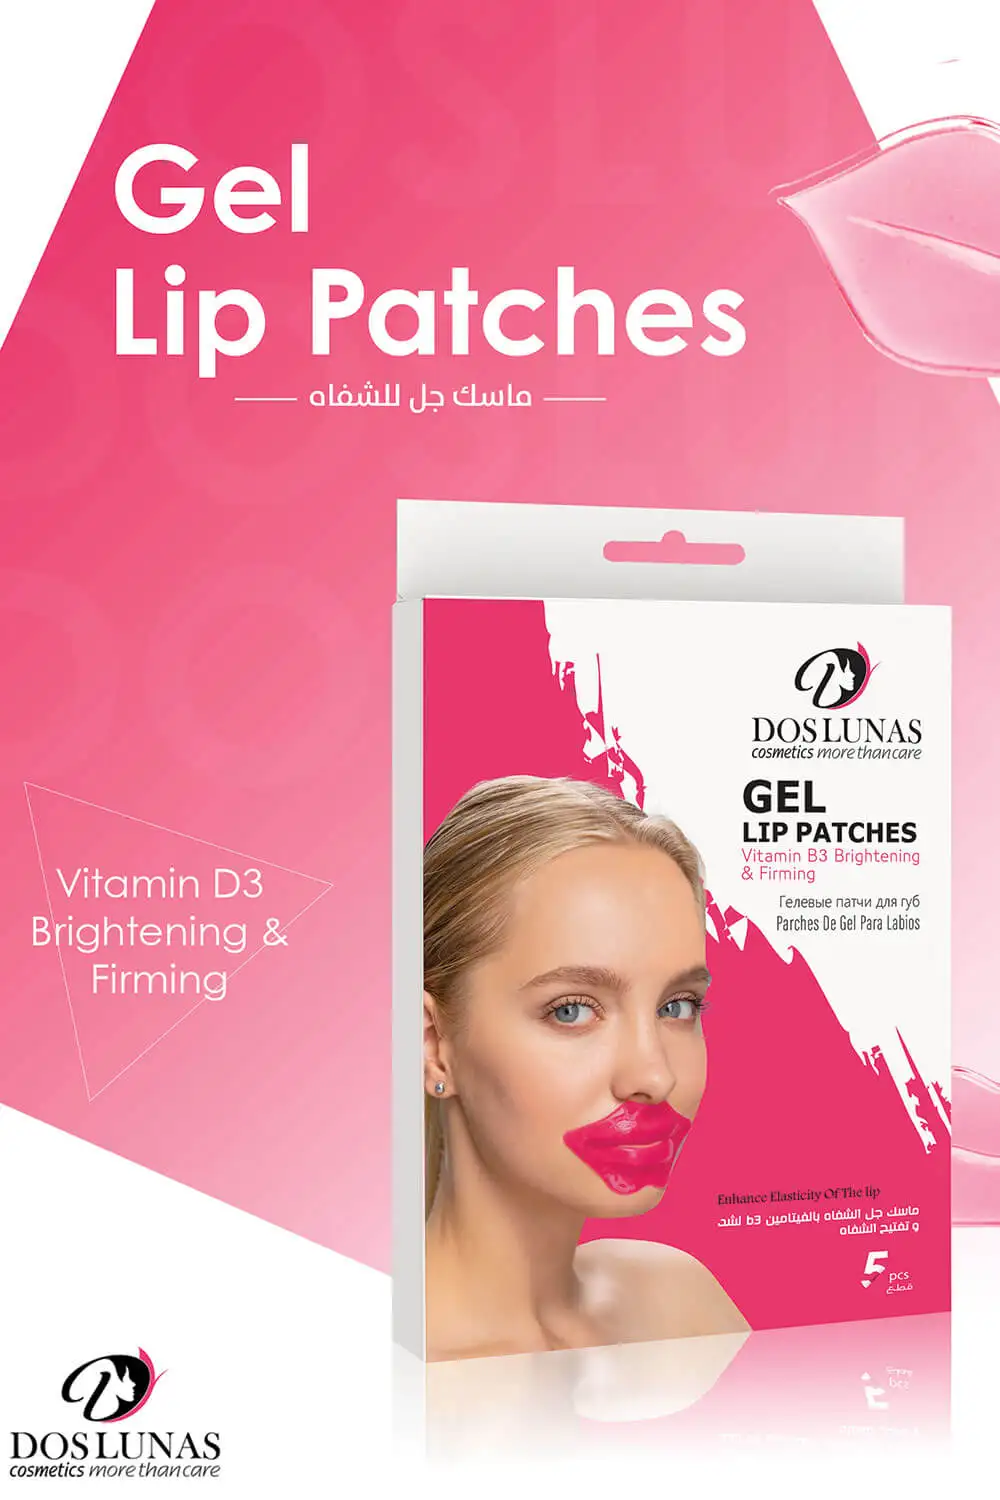 Gel
Lip Patches
ماسك جل للشفاه
DOS LUNAS
cosmetics more than care
GEL
LIP PATCHES
Vitamin B3 Brightening
& Firming
Гелевые патчи для губ
Parches De Gel Para Labios
Vitamin D3
Brightening &
Firming
Enhance Elasticity Of The lip
ماسك جل الشفاه بالفيتامين b3 لشد
و تفتيح الشفاه
5 pcs
قطع
DOS LUNAS
cosmetics more than care